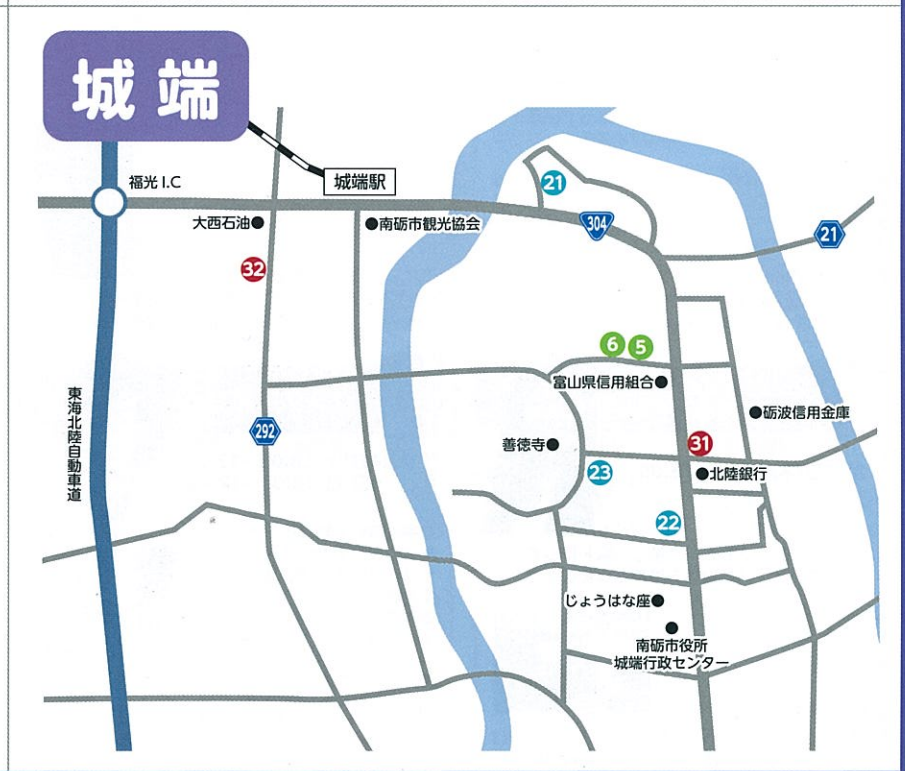 城端
福光I.C
城端駅
21
大西石油
南砺市観光協会
304
21
32
6
5
富山県信用組合
東海北陸自動車道
砺波信用金庫
292
善徳寺
31
23
北陸銀行
22
じょうはな座
南砺市役所
城端行政センター